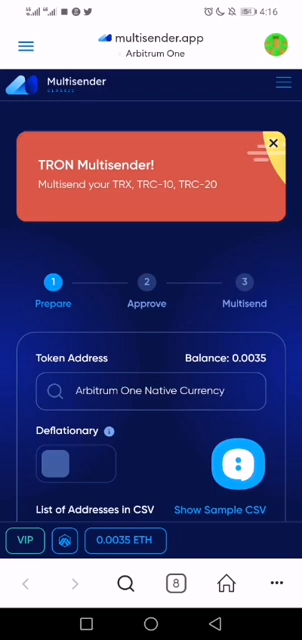 4:16
multisender.app
Arbitrum One
Multisender
CLASSIC
TRON Multisender!
Multisend your TRX, TRC-10, TRC-20
1
2
3
Prepare
Approve
Multisend
Token Address
Balance: 0.0035
Arbitrum One Native Currency
Deflationary
List of Addresses in CSV
Show Sample CSV
VIP
0.0035 ETH
8